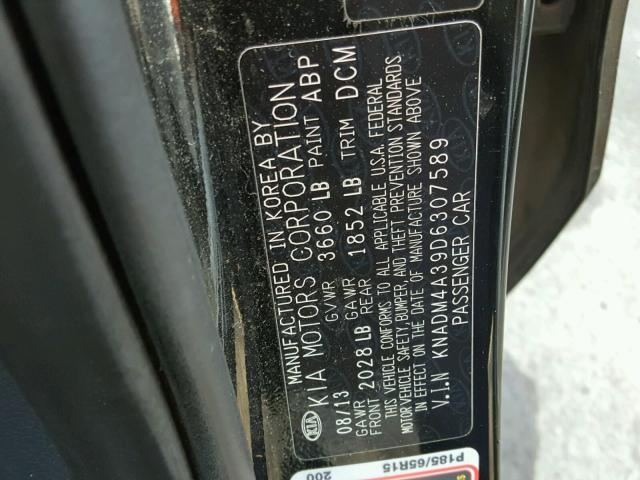 MANUFACTURED IN KOREA BY
KIA KIA MOTORS CORPORATION
08/13 GVWR 3660 LB PAINT ABP
GAWR FRONT 2028 LB GAWR REAR 1852 LB TRIM DCM
THIS VEHICLE CONFORMS TO ALL APPLICABLE U.S.A. FEDERAL
MOTOR VEHICLE SAFETY, BUMPER, AND THEFT PREVENTION STANDARDS
IN EFFECT ON THE DATE OF MANUFACTURE SHOWN ABOVE
V.I.N KNADM4A39D6307589
PASSENGER CAR
P185/65R15
200